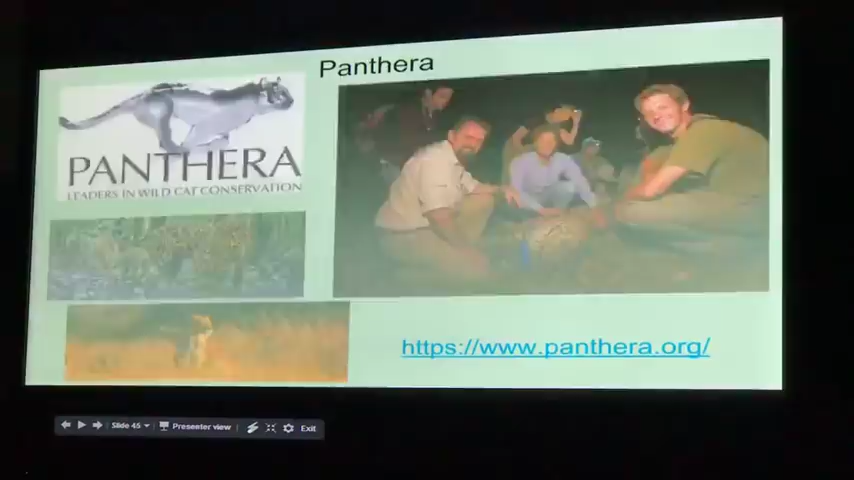 Panthera
PANTHERA
LEADERS IN WILD CAT CONSERVATION
https://www.panthera.org/
Slide 45
Presenter view
Exit